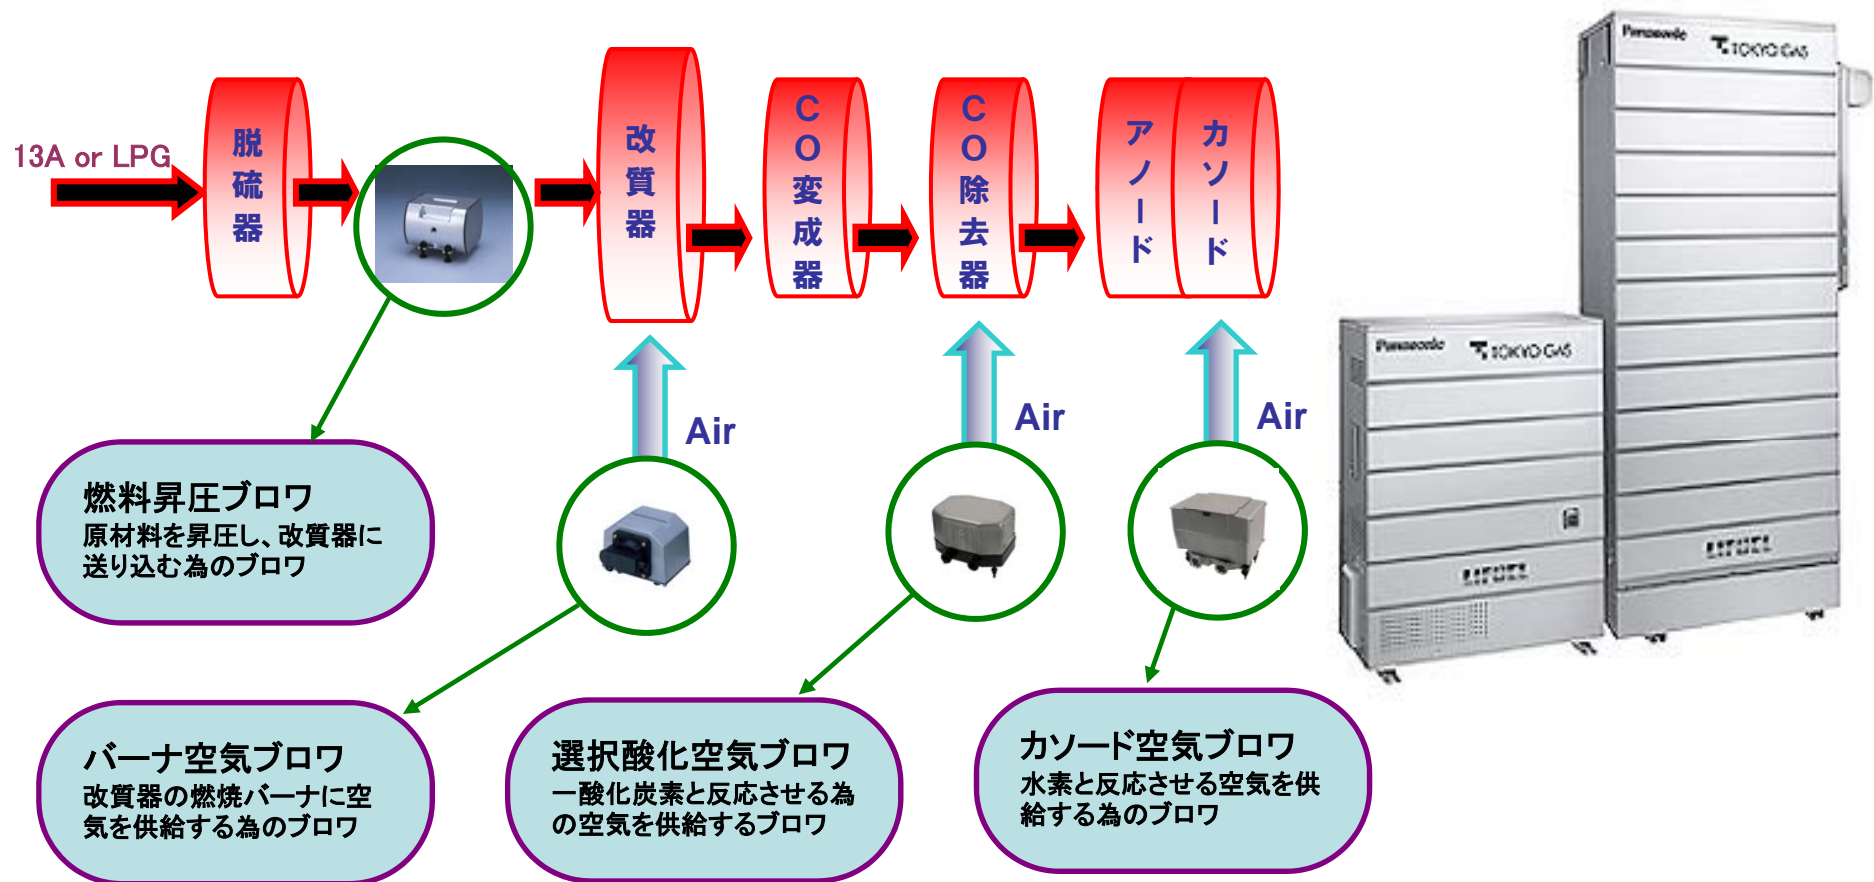 13A or LPG
脱硫器
改質器
CO変成器
CO除去器
アノード
カソード
Air
Air
Air
燃料昇圧ブロワ
原材料を昇圧し、改質器に
送り込む為のブロワ
バーナ空気ブロワ
改質器の燃焼バーナに空
気を供給する為のブロワ
選択酸化空気ブロワ
一酸化炭素と反応させる為
の空気を供給するブロワ
カソード空気ブロワ
水素と反応させる空気を供
給する為のブロワ
Panasonic
TOKYO GAS
Panasonic
TOKYO GAS